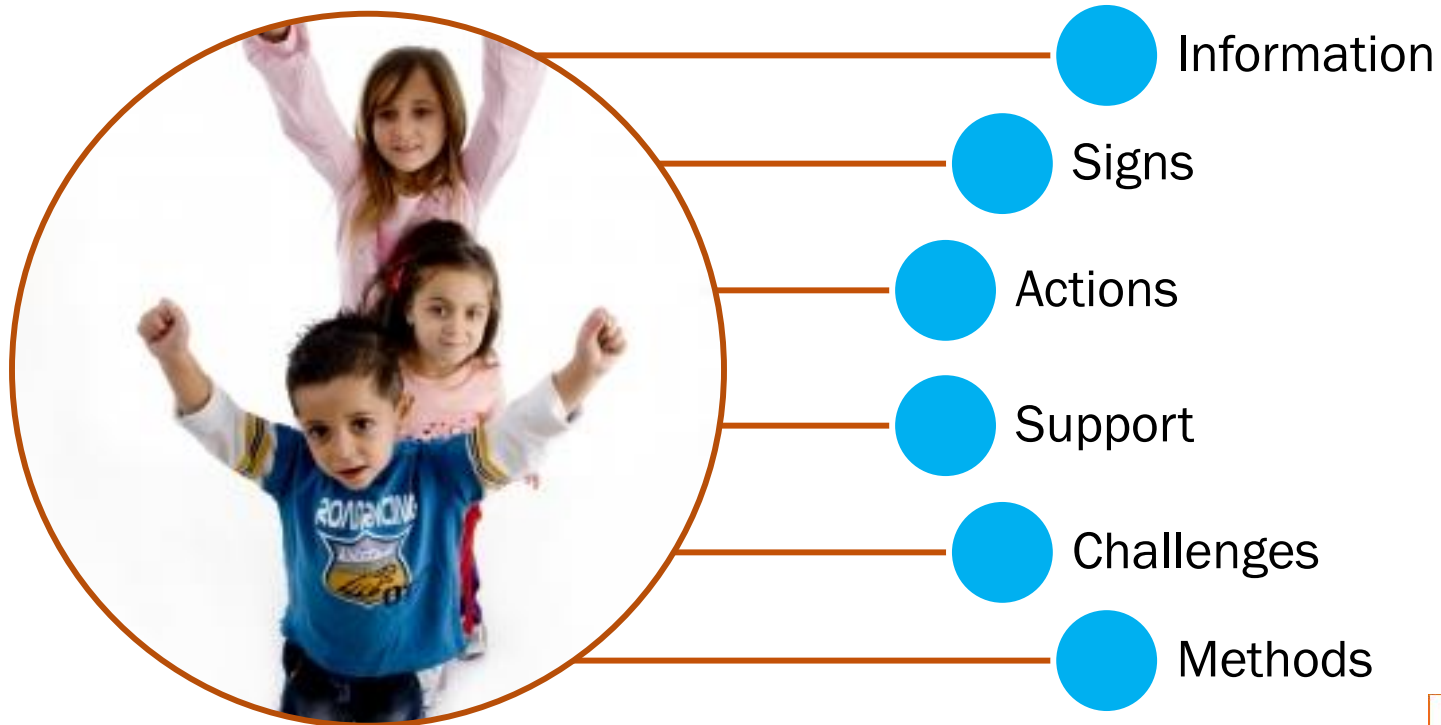 Information
Signs
Actions
Support
Challenges
Methods